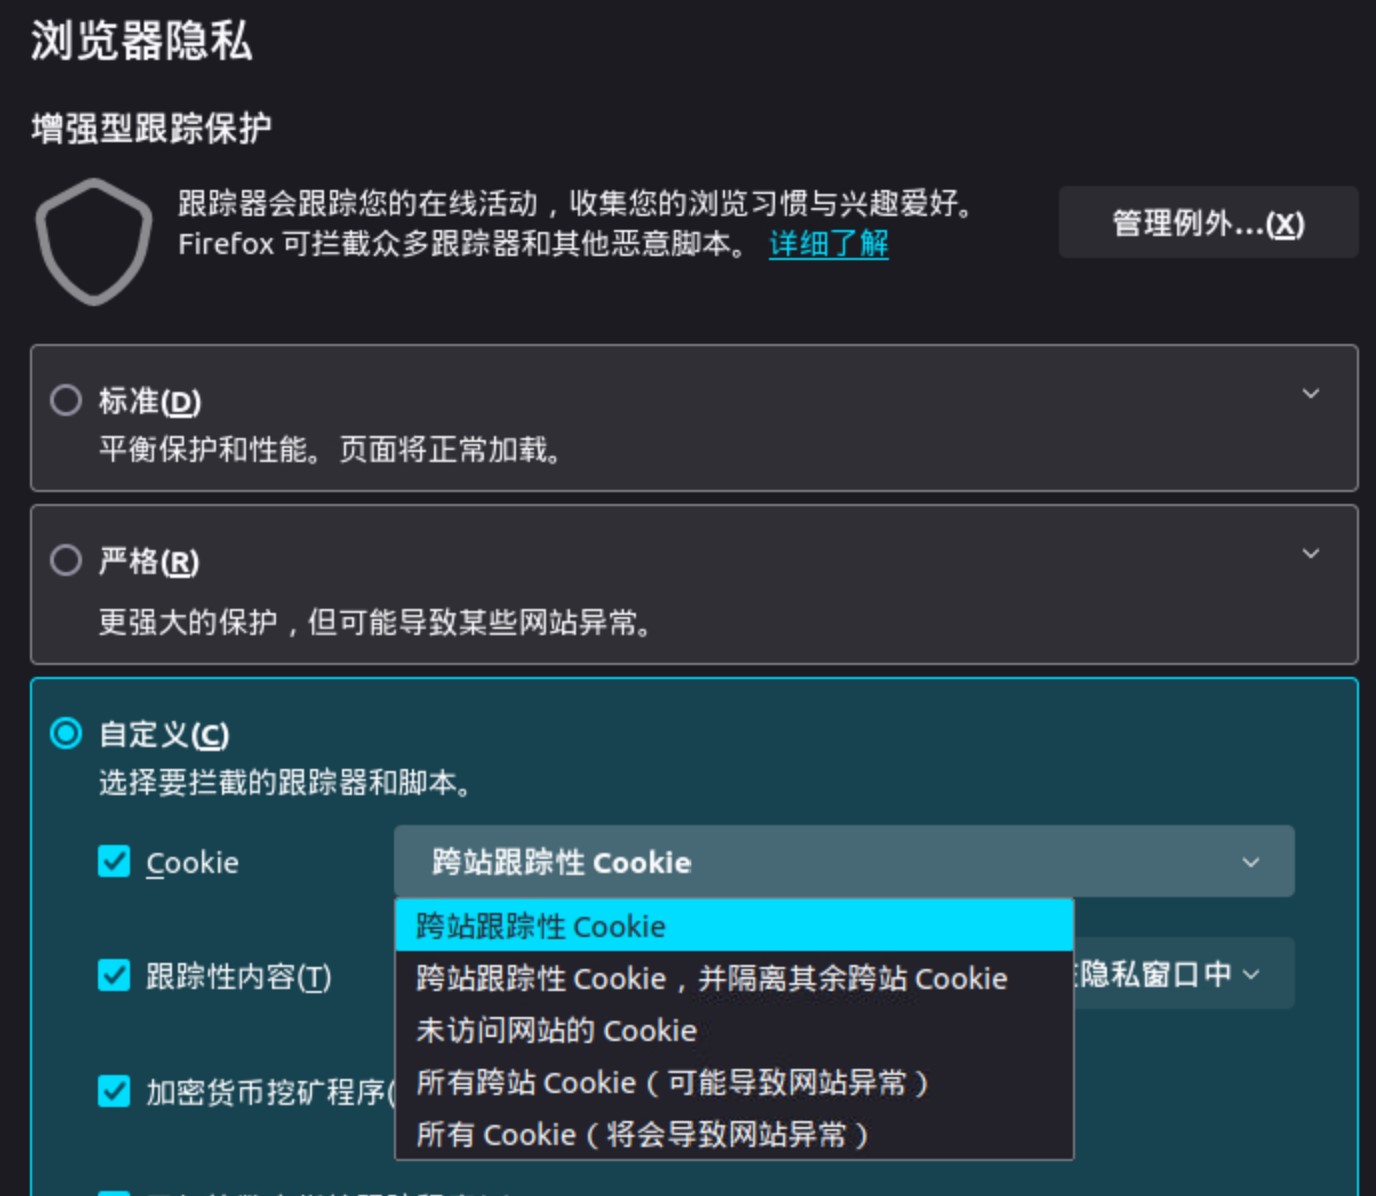 浏览器隐私
增强型跟踪保护
跟踪器会跟踪您的在线活动，收集您的浏览习惯与兴趣爱好。
Firefox 可拦截众多跟踪器和其他恶意脚本。 详细了解
管理例外...(X)
标准(D)
平衡保护和性能。页面将正常加载。
严格(R)
更强大的保护，但可能导致某些网站异常。
自定义(C)
选择要拦截的跟踪器和脚本。
Cookie
跨站跟踪性 Cookie
跨站跟踪性 Cookie
跨站跟踪性 Cookie，并隔离其余跨站 Cookie
未访问网站的 Cookie
所有跨站 Cookie（可能导致网站异常）
所有 Cookie（将会导致网站异常）
跟踪性内容(T)
隐私窗口中
加密货币挖矿程序(